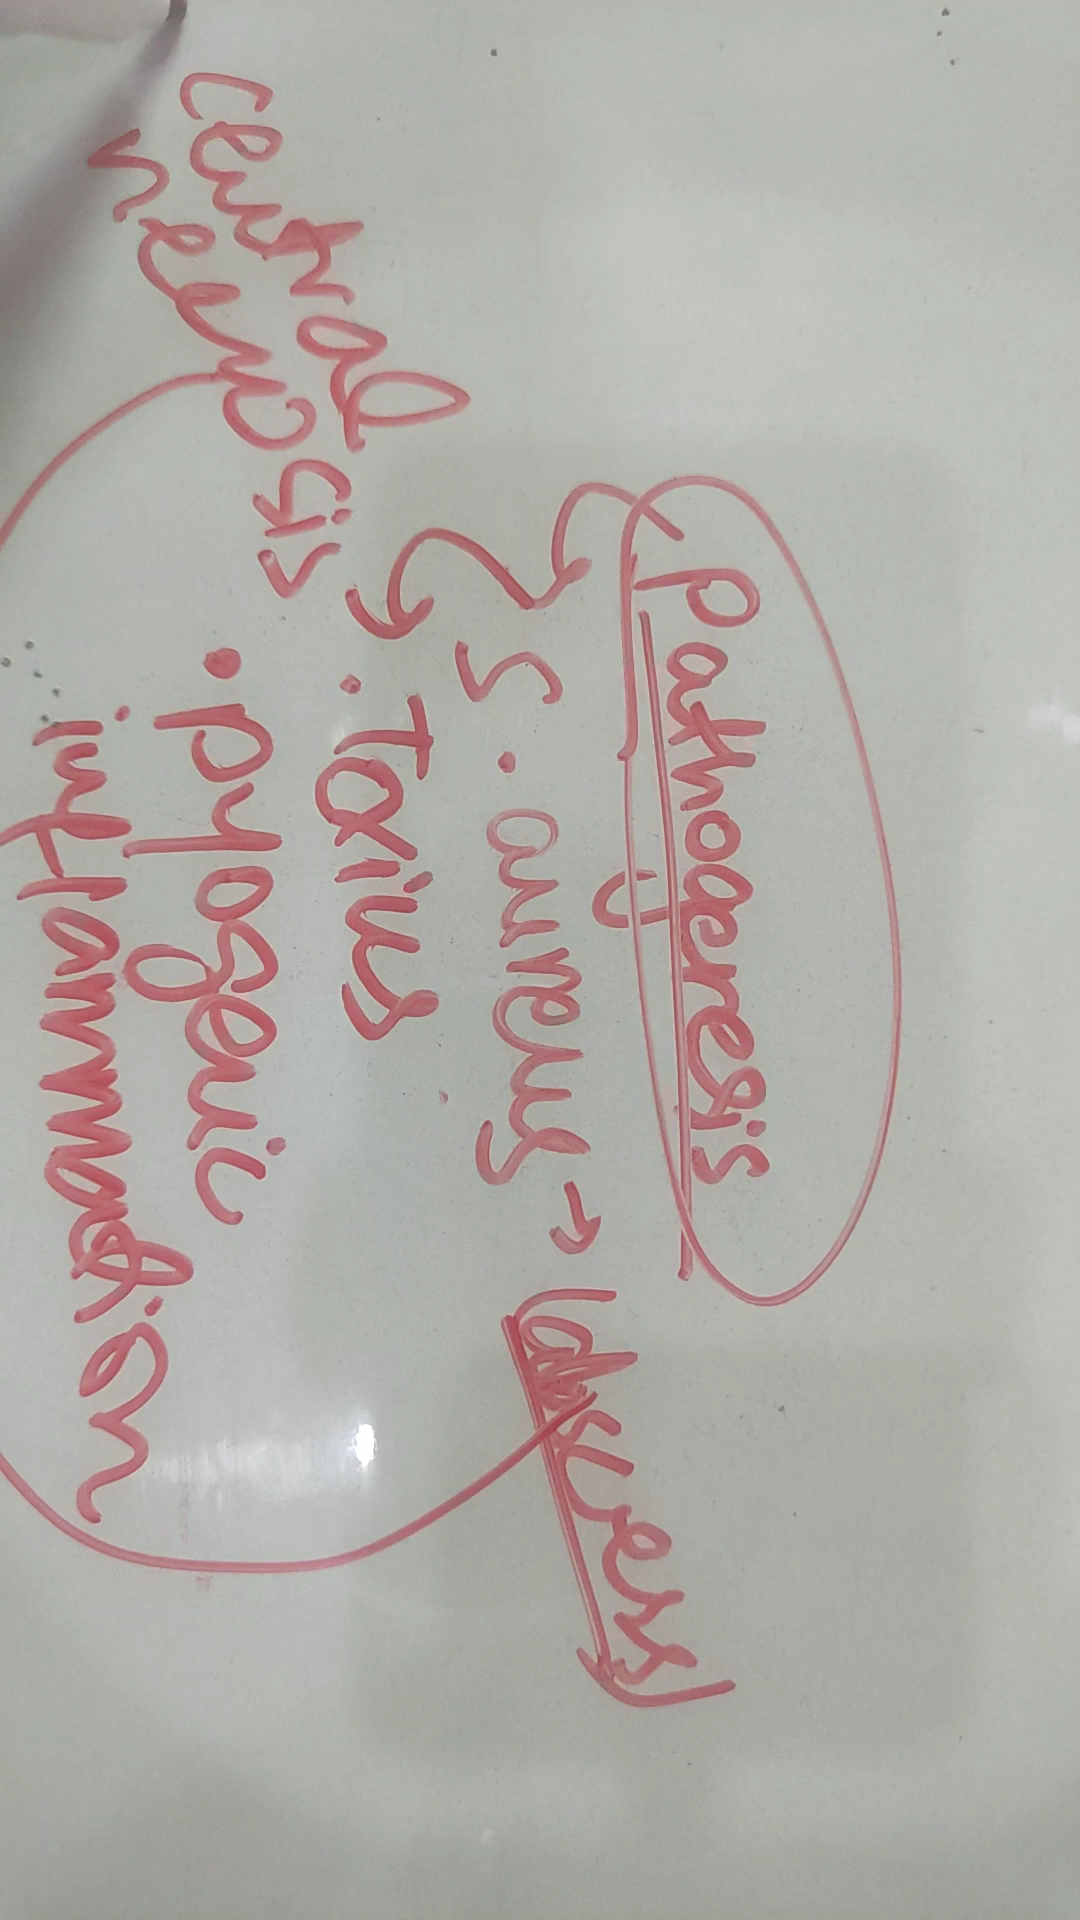 Pathogenesis
S. aureus → (abscess)
• Toxins
• pyogenic
inflammation
central
necrosis